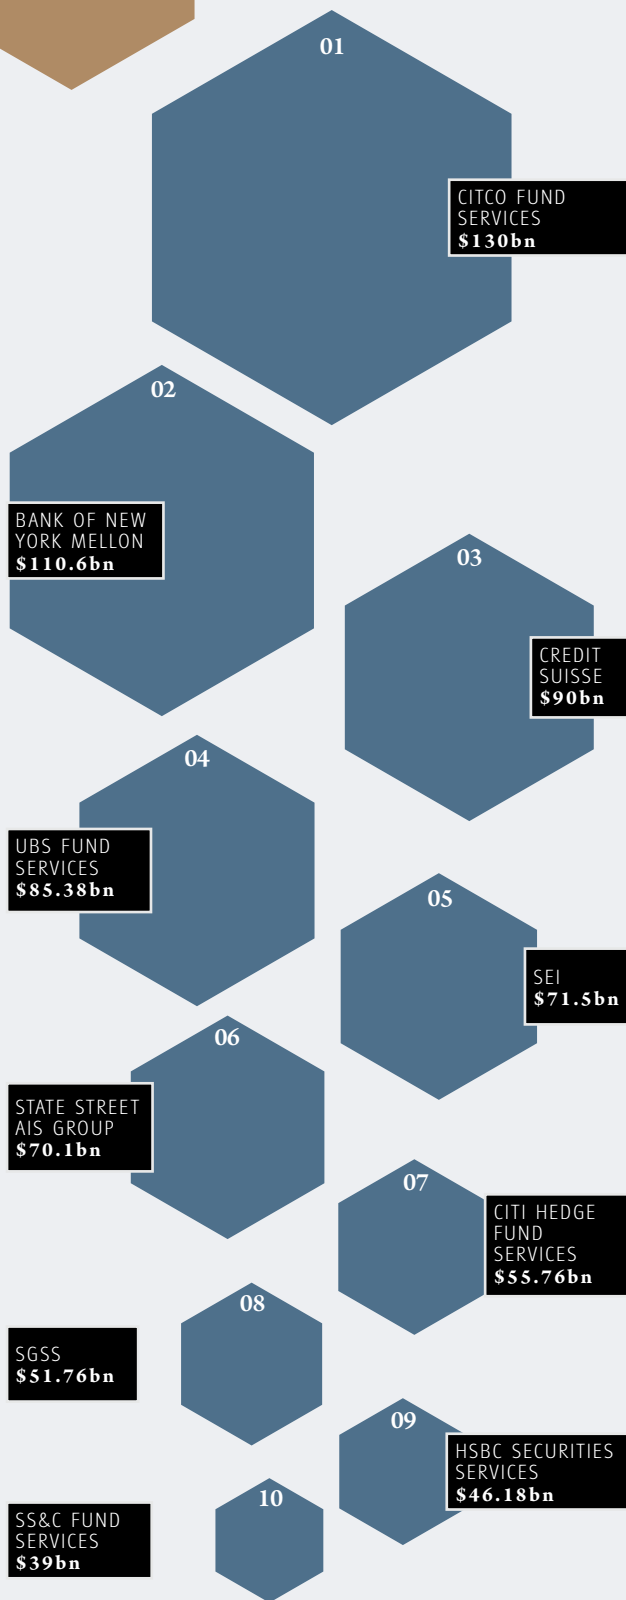 01
CITCO FUND
SERVICES
$130bn
02
BANK OF NEW
YORK MELLON
$110.6bn
03
CREDIT
SUISSE
$90bn
04
UBS FUND
SERVICES
$85.38bn
05
SEI
$71.5bn
06
STATE STREET
AIS GROUP
$70.1bn
07
CITI HEDGE
FUND
SERVICES
$55.76bn
08
SGSS
$51.76bn
09
HSBC SECURITIES
SERVICES
$46.18bn
10
SS&C FUND
SERVICES
$39bn